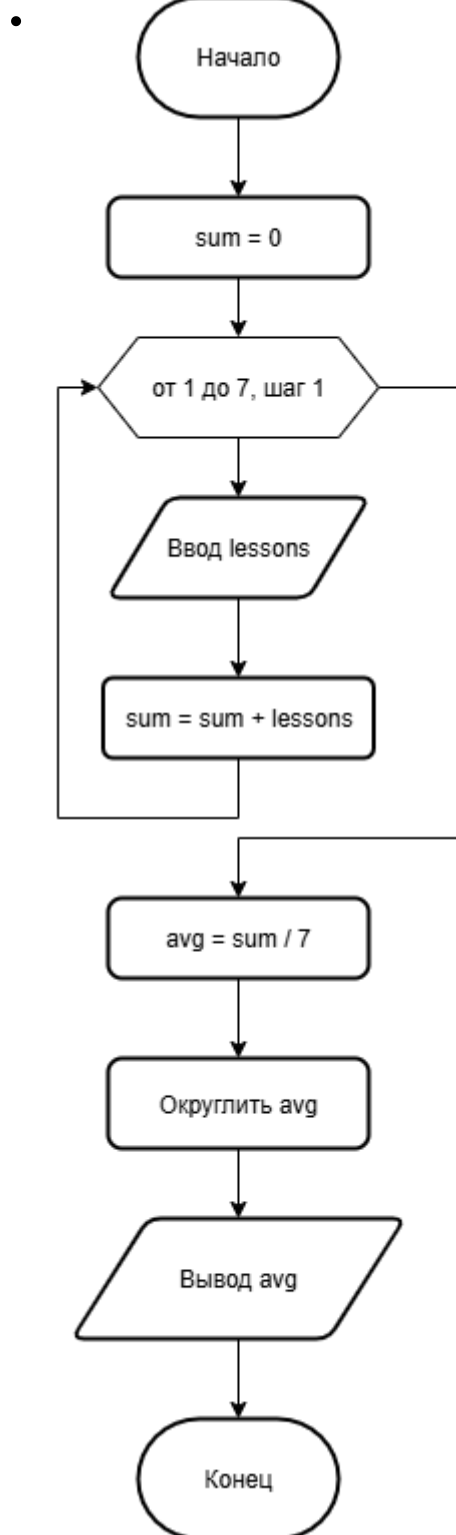 Начало
sum = 0
от 1 до 7, шаг 1
Ввод lessons
sum = sum + lessons
avg = sum / 7
Округлить avg
Вывод avg
Конец